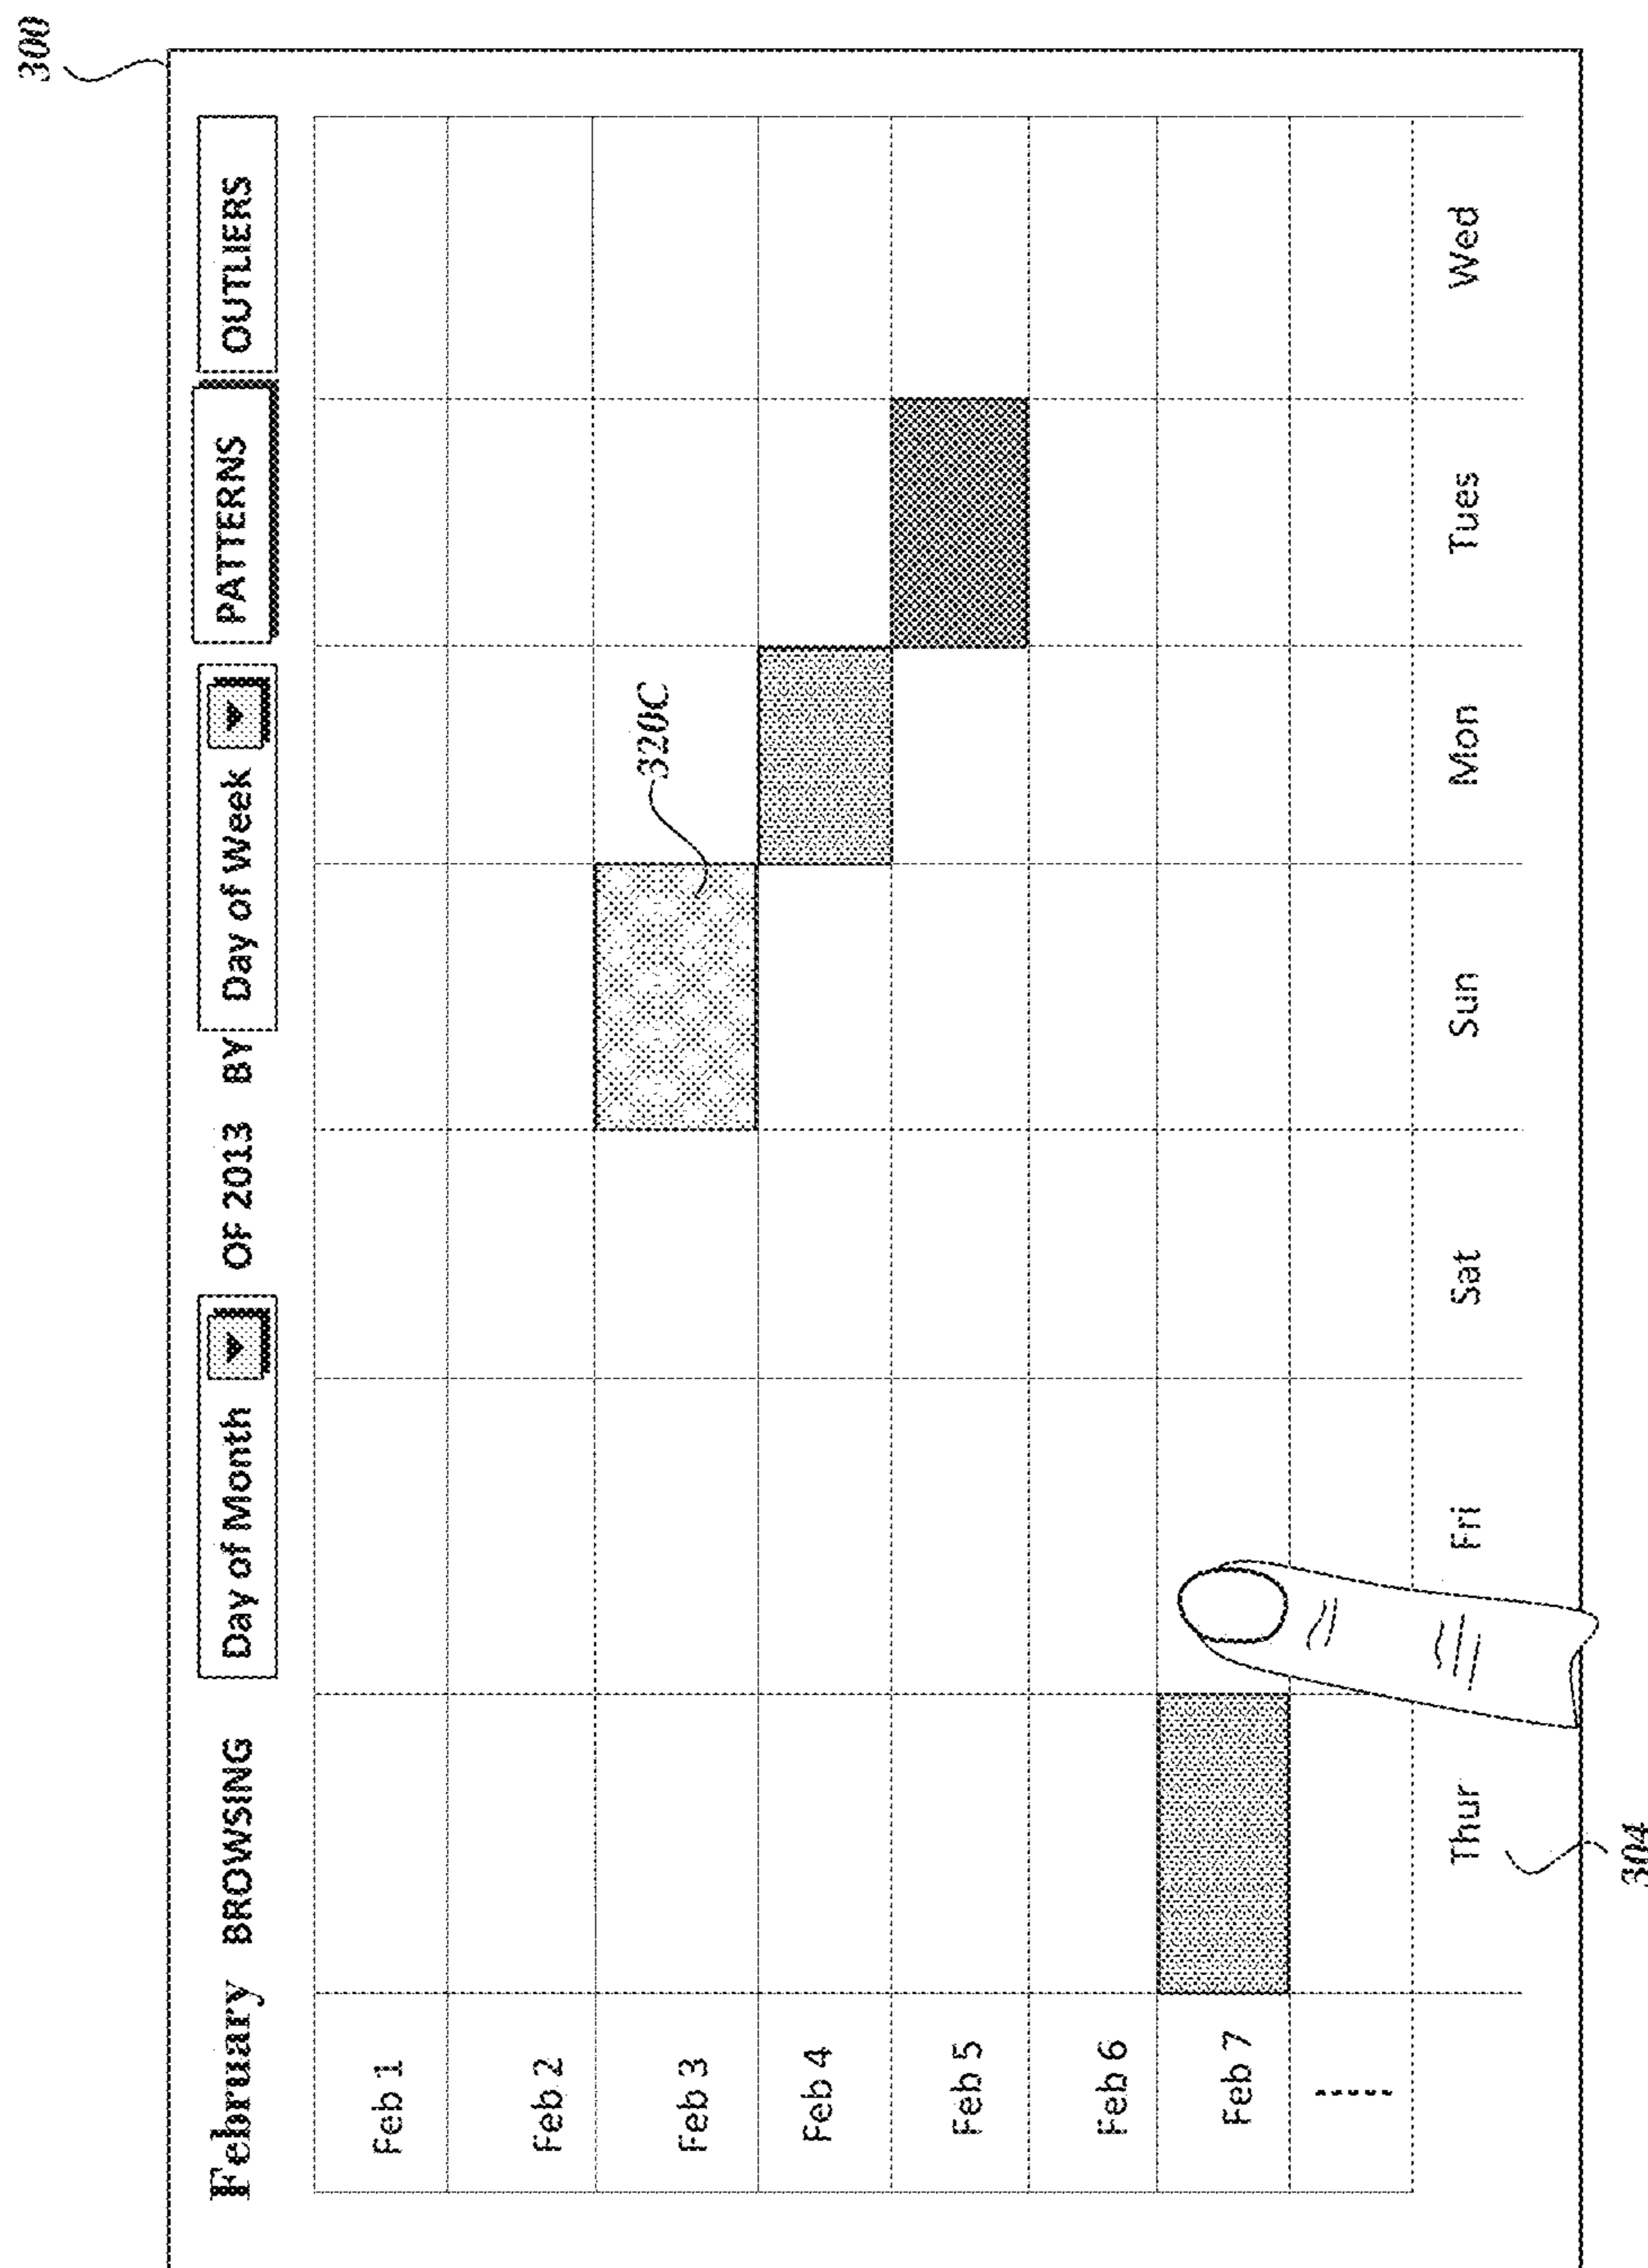 300
February BROWSING Day of Month OF 2013 BY Day of Week PATTERNS OUTLIERS
Feb 1
Feb 2
Feb 3
320C
Feb 4
Feb 5
Feb 6
Feb 7
Thur Fri Sat Sun Mon Tues Wed
304